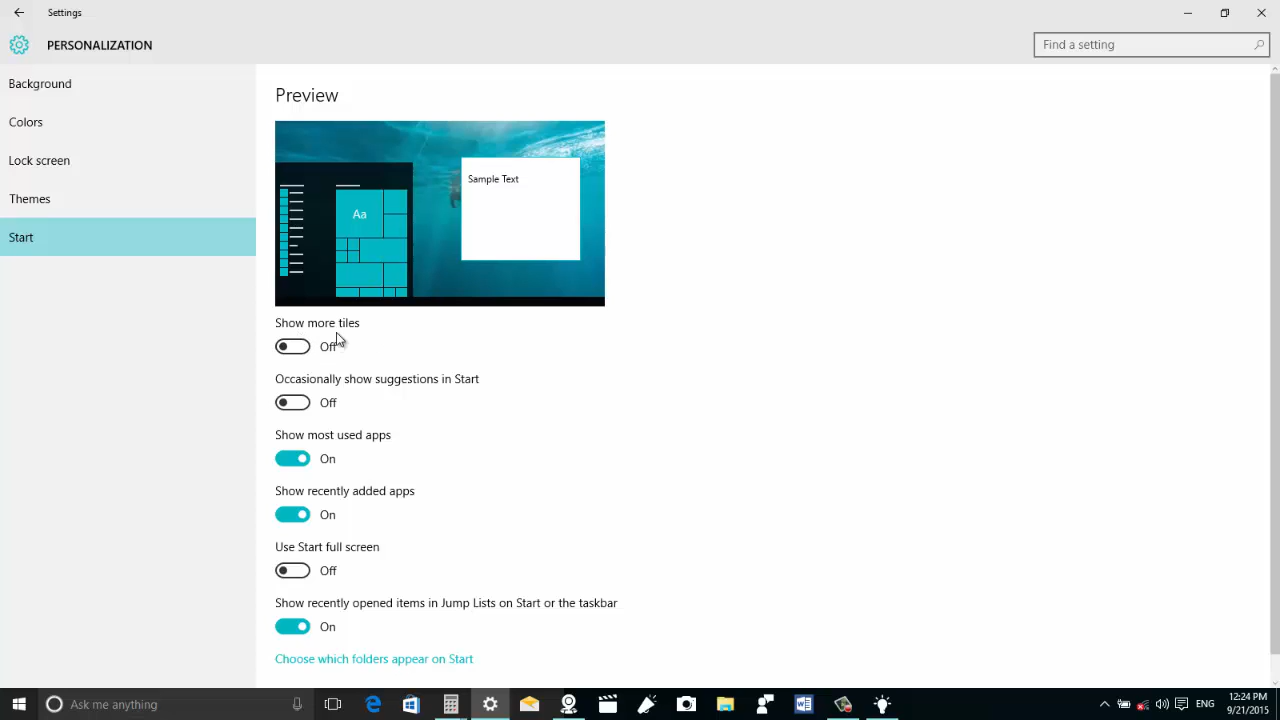 Settings
PERSONALIZATION
Find a setting
Background
Colors
Lock screen
Themes
Start
Preview
Sample Text
Aa
Show more tiles
Off
Occasionally show suggestions in Start
Off
Show most used apps
On
Show recently added apps
On
Use Start full screen
Off
Show recently opened items in Jump Lists on Start or the taskbar
On
Choose which folders appear on Start
Ask me anything
ENG
12:24 PM
9/21/2015